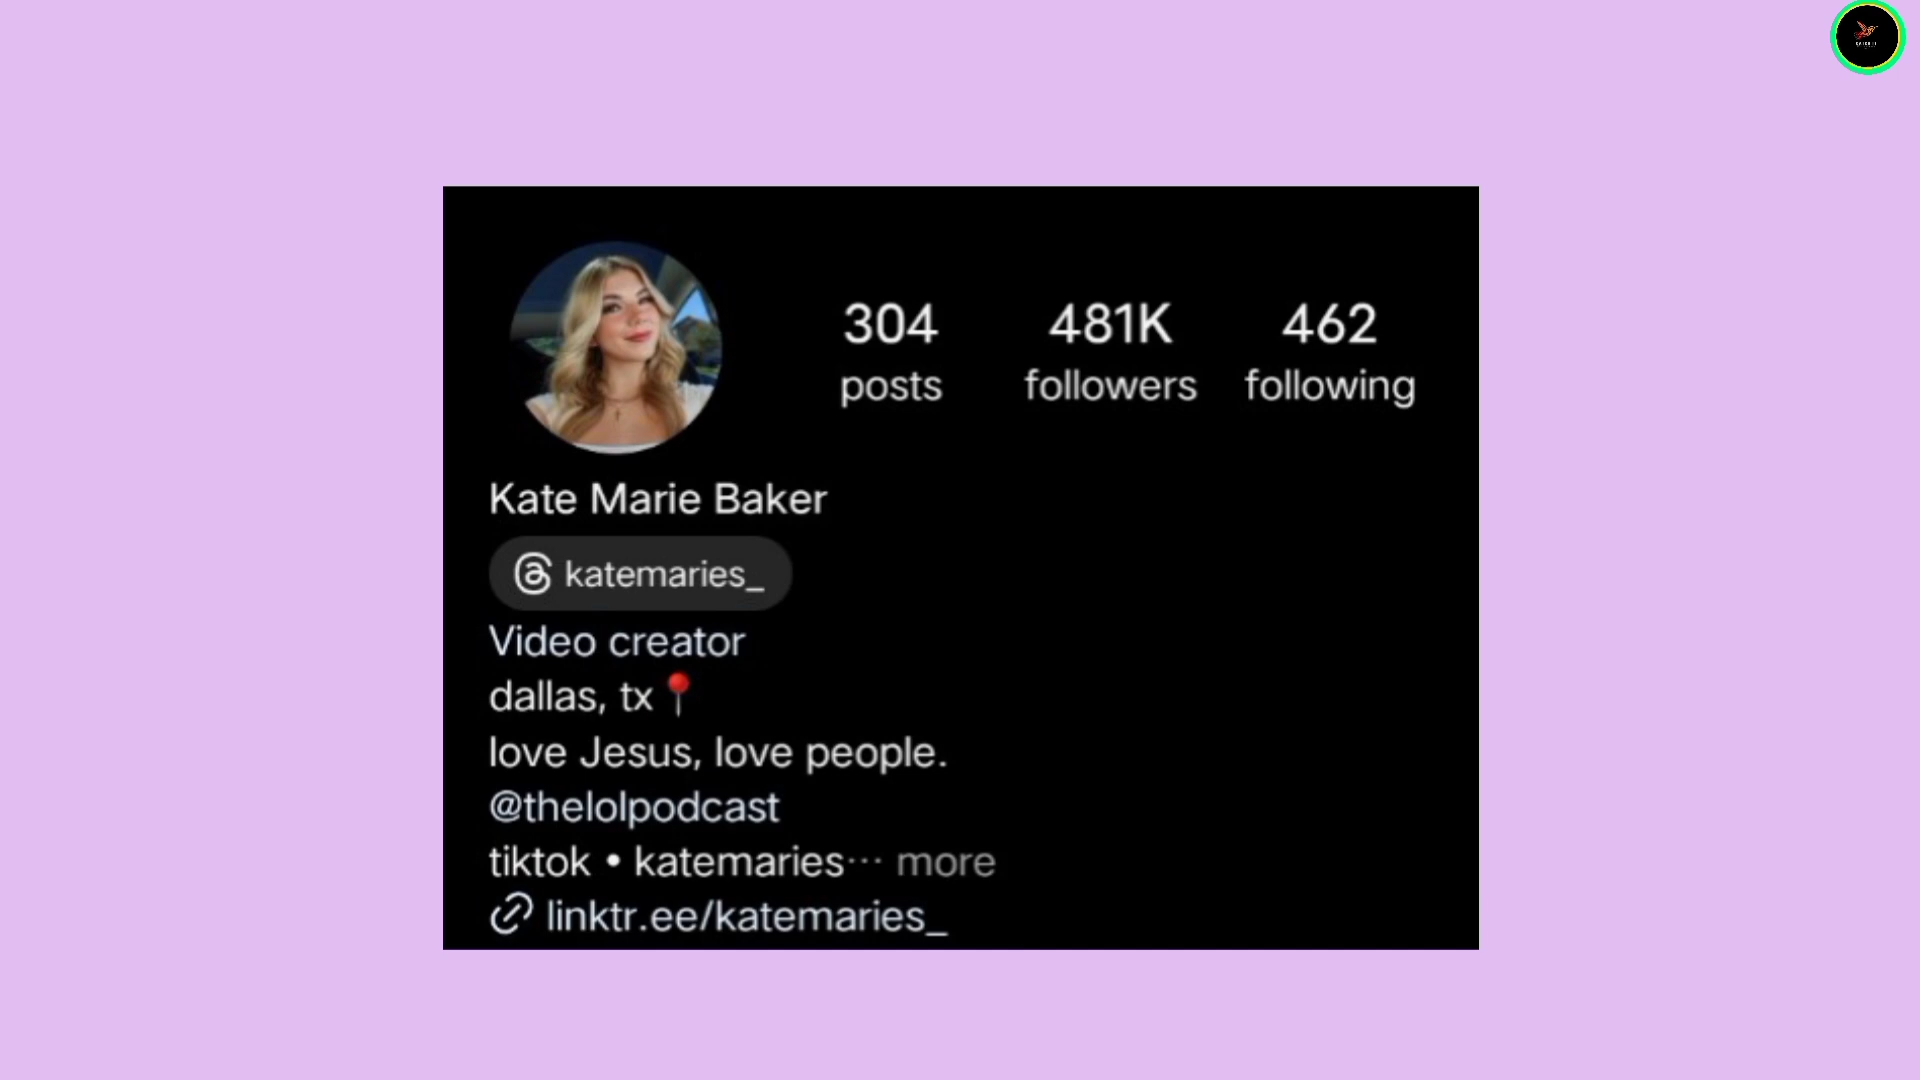 304 481K 462
posts followers following
Kate Marie Baker
katemaries_
Video creator
dallas, tx📍
love Jesus, love people.
@thelolpodcast
tiktok • katemaries··· more
linktr.ee/katemaries_